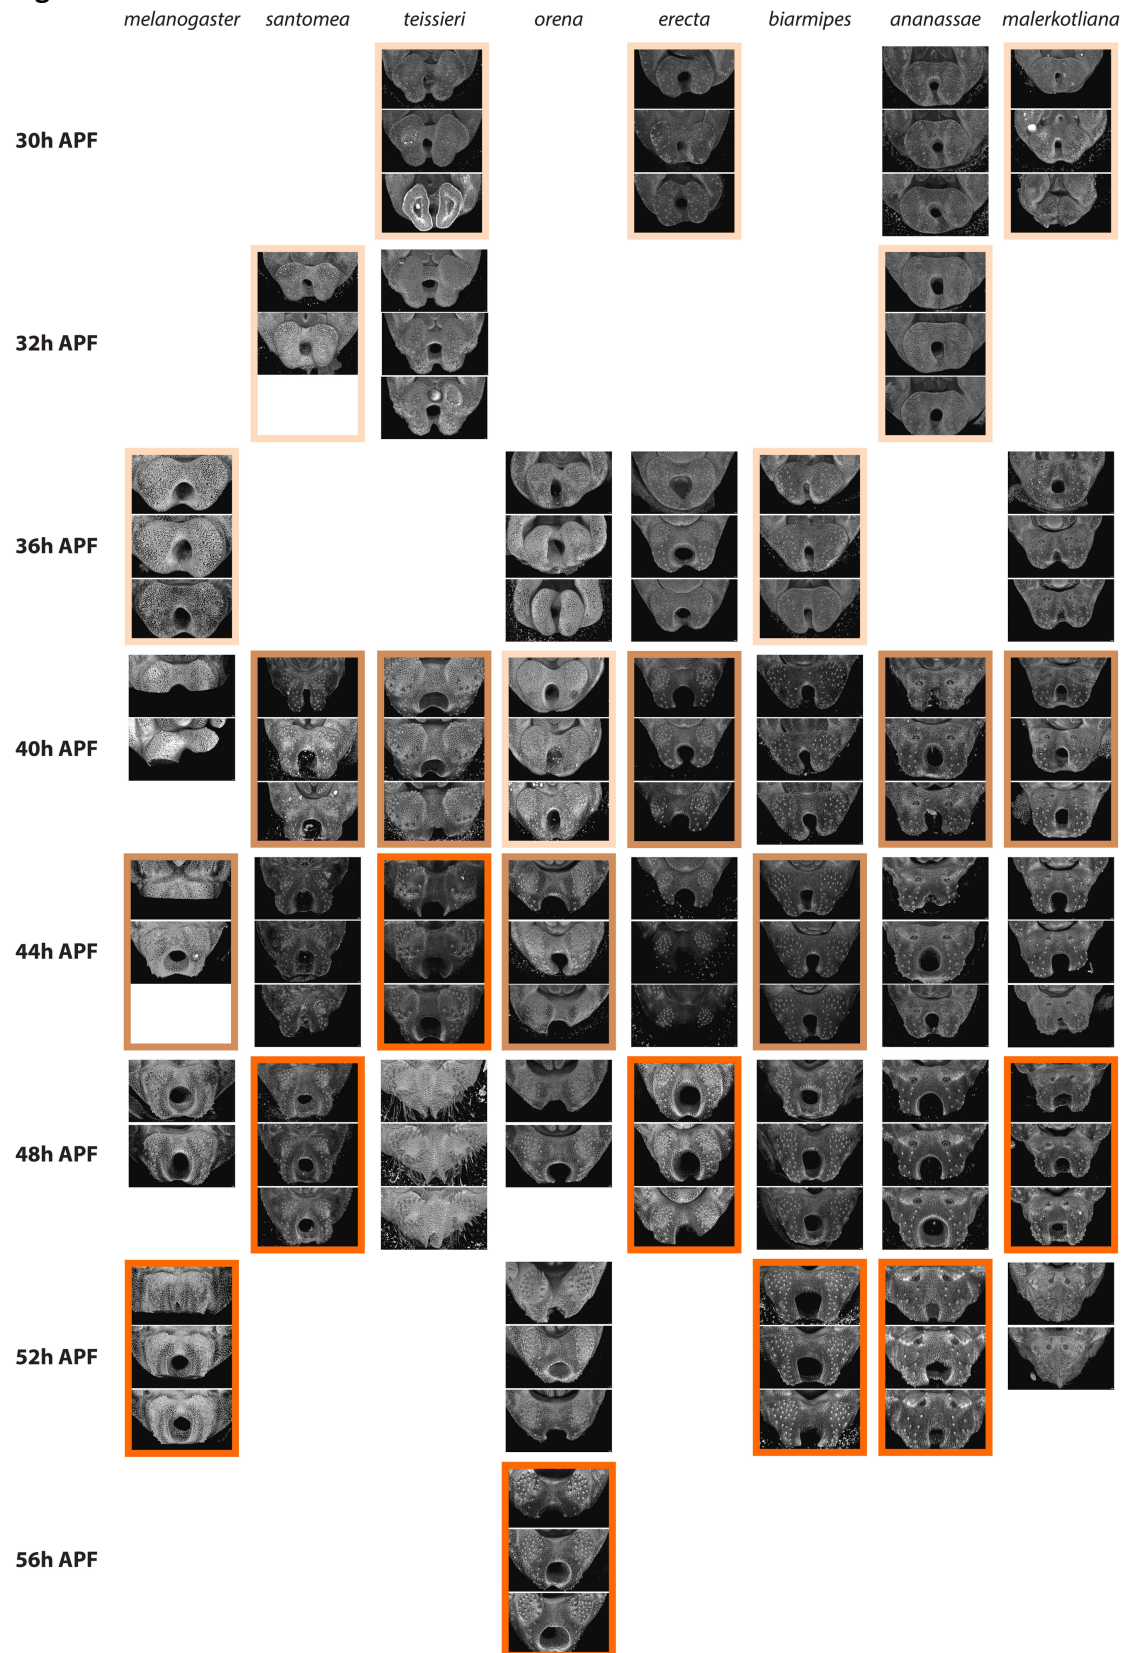 melanogaster santomea teissieri orena erecta biarmipes ananassae malerkotliana
30h APF
32h APF
36h APF
40h APF
44h APF
48h APF
52h APF
56h APF